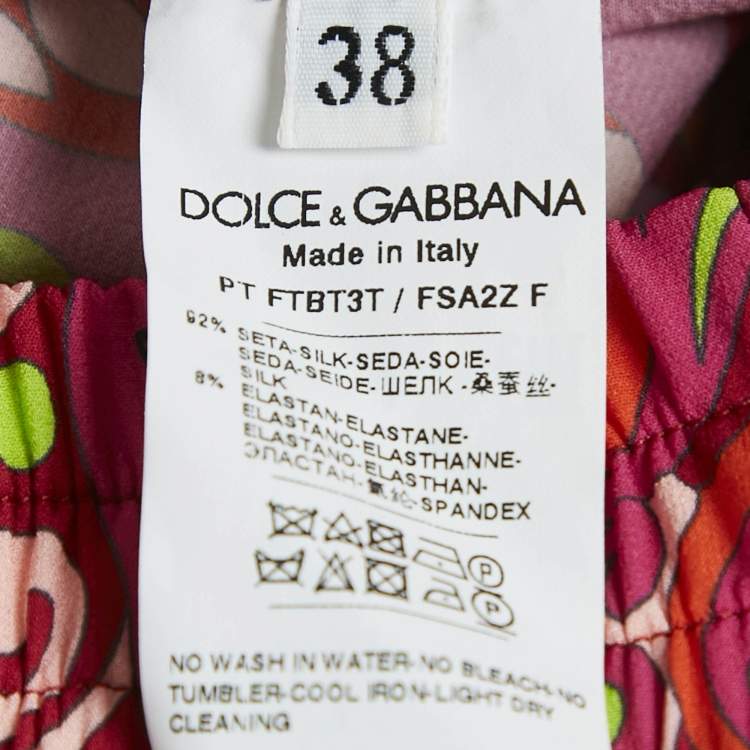 38
DOLCE & GABBANA
Made in Italy
PT FTBT3T / FSA2Z F
92% SETA-SILK-SEDA-SOIE-
SEDA-SEIDE-ШЕЛК-桑蚕丝-
SILK
8% ELASTAN-ELASTANE-
ELASTANO-ELASTHANNE-
ELASTANO-ELASTHAN-
ЭЛАСТАН-氨纶-SPANDEX
P
P
NO WASH IN WATER-NO BLEACH-NO
TUMBLER-COOL IRON-LIGHT DRY
CLEANING